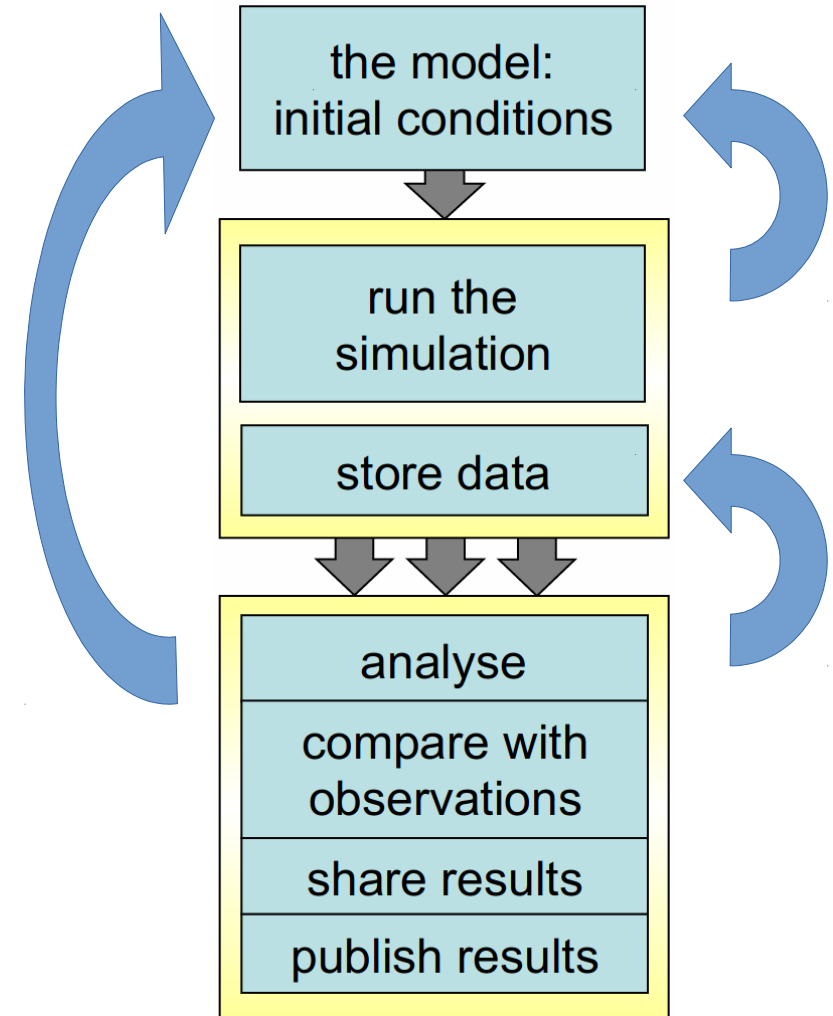 the model:
initial conditions
run the
simulation
store data
analyse
compare with
observations
share results
publish results